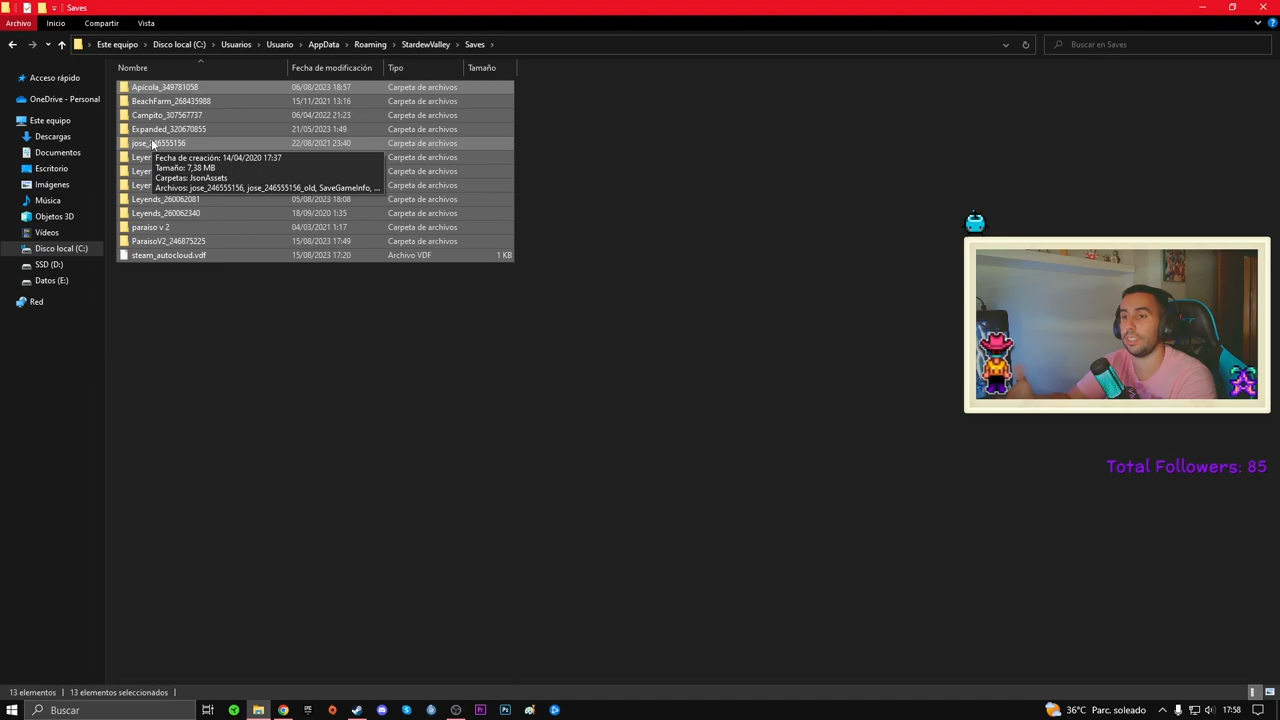 Saves
Archivo Inicio Compartir Vista
Este equipo > Disco local (C:) > Usuarios > Usuario > AppData > Roaming > StardewValley > Saves >
Buscar en Saves
Nombre Fecha de modificación Tipo Tamaño
Acceso rápido
OneDrive - Personal
Este equipo
Descargas
Documentos
Escritorio
Imágenes
Música
Objetos 3D
Vídeos
Disco local (C:)
SSD (D:)
Datos (E:)
Red
Apicola_349781058 06/08/2023 18:57 Carpeta de archivos
BeachFarm_268435988 15/11/2021 13:16 Carpeta de archivos
Campito_307567737 06/04/2022 21:23 Carpeta de archivos
Expanded_320670855 21/05/2023 1:49 Carpeta de archivos
jose_246555156 22/08/2021 23:40 Carpeta de archivos
Leyen Carpeta de archivos
Leyen Carpeta de archivos
Leyen Carpeta de archivos
Fecha de creación: 14/04/2020 17:37
Tamaño: 7,38 MB
Carpetas: JsonAssets
Archivos: jose_246555156, jose_246555156_old, SaveGameInfo, ...
Leyends_260062081 05/08/2023 18:08 Carpeta de archivos
Leyends_260062340 18/09/2020 1:35 Carpeta de archivos
paraiso v 2 04/03/2021 1:17 Carpeta de archivos
ParaisoV2_246875225 15/08/2023 17:49 Carpeta de archivos
steam_autocloud.vdf 15/08/2023 17:20 Archivo VDF 1 KB
Total Followers: 85
13 elementos 13 elementos seleccionados
Buscar
36°C Parc. soleado 17:58